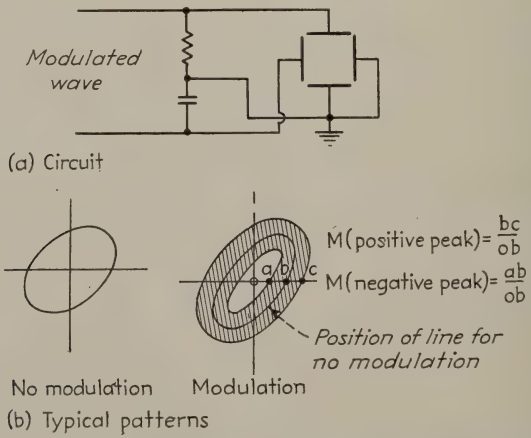 Modulated
wave
(a) Circuit
a b c
o
M(positive peak)= bc/ob
M(negative peak)= ab/ob
Position of line for
no modulation
No modulation
Modulation
(b) Typical patterns